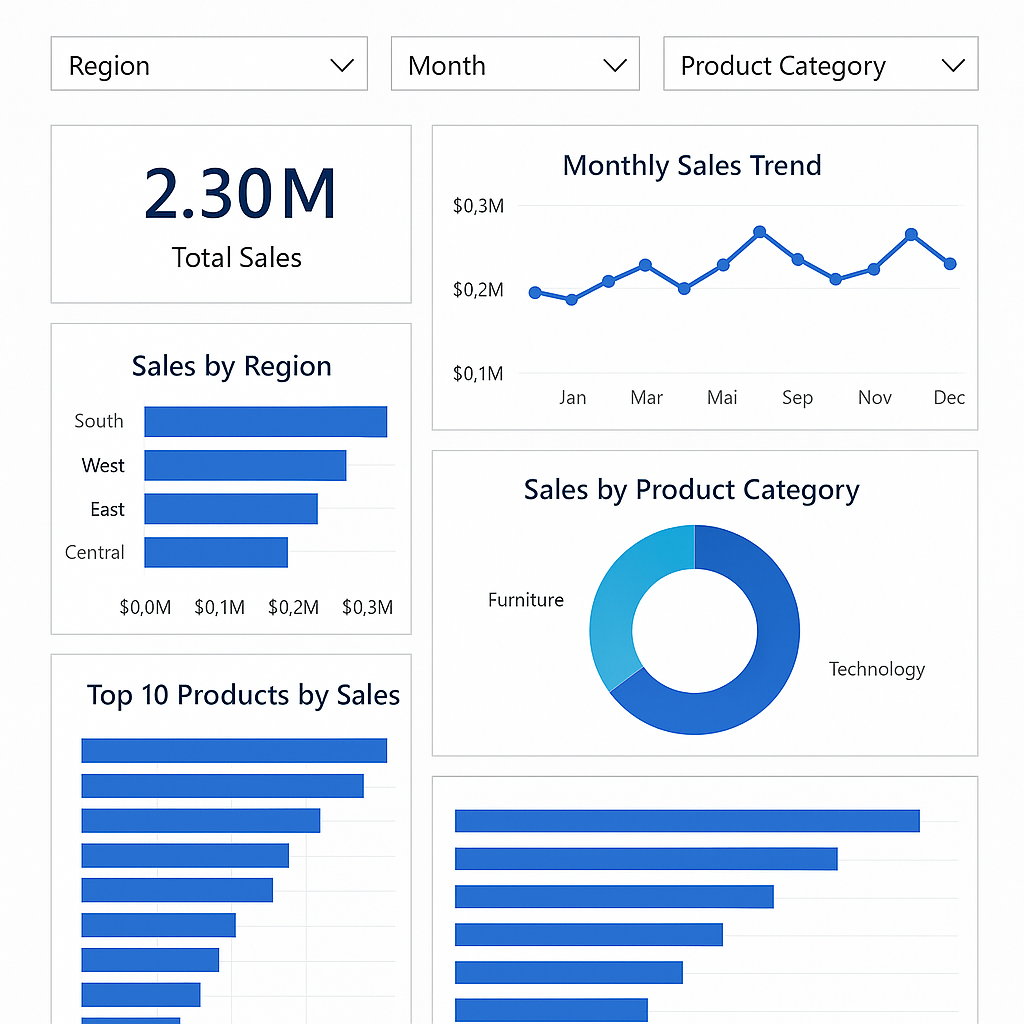 Region
Month
Product Category
2.30M
Total Sales
Monthly Sales Trend
$0,3M
$0,2M
$0,1M
Jan Mar Mai Sep Nov Dec
Sales by Region
South
West
East
Central
$0,0M $0,1M $0,2M $0,3M
Sales by Product Category
Furniture
Technology
Top 10 Products by Sales